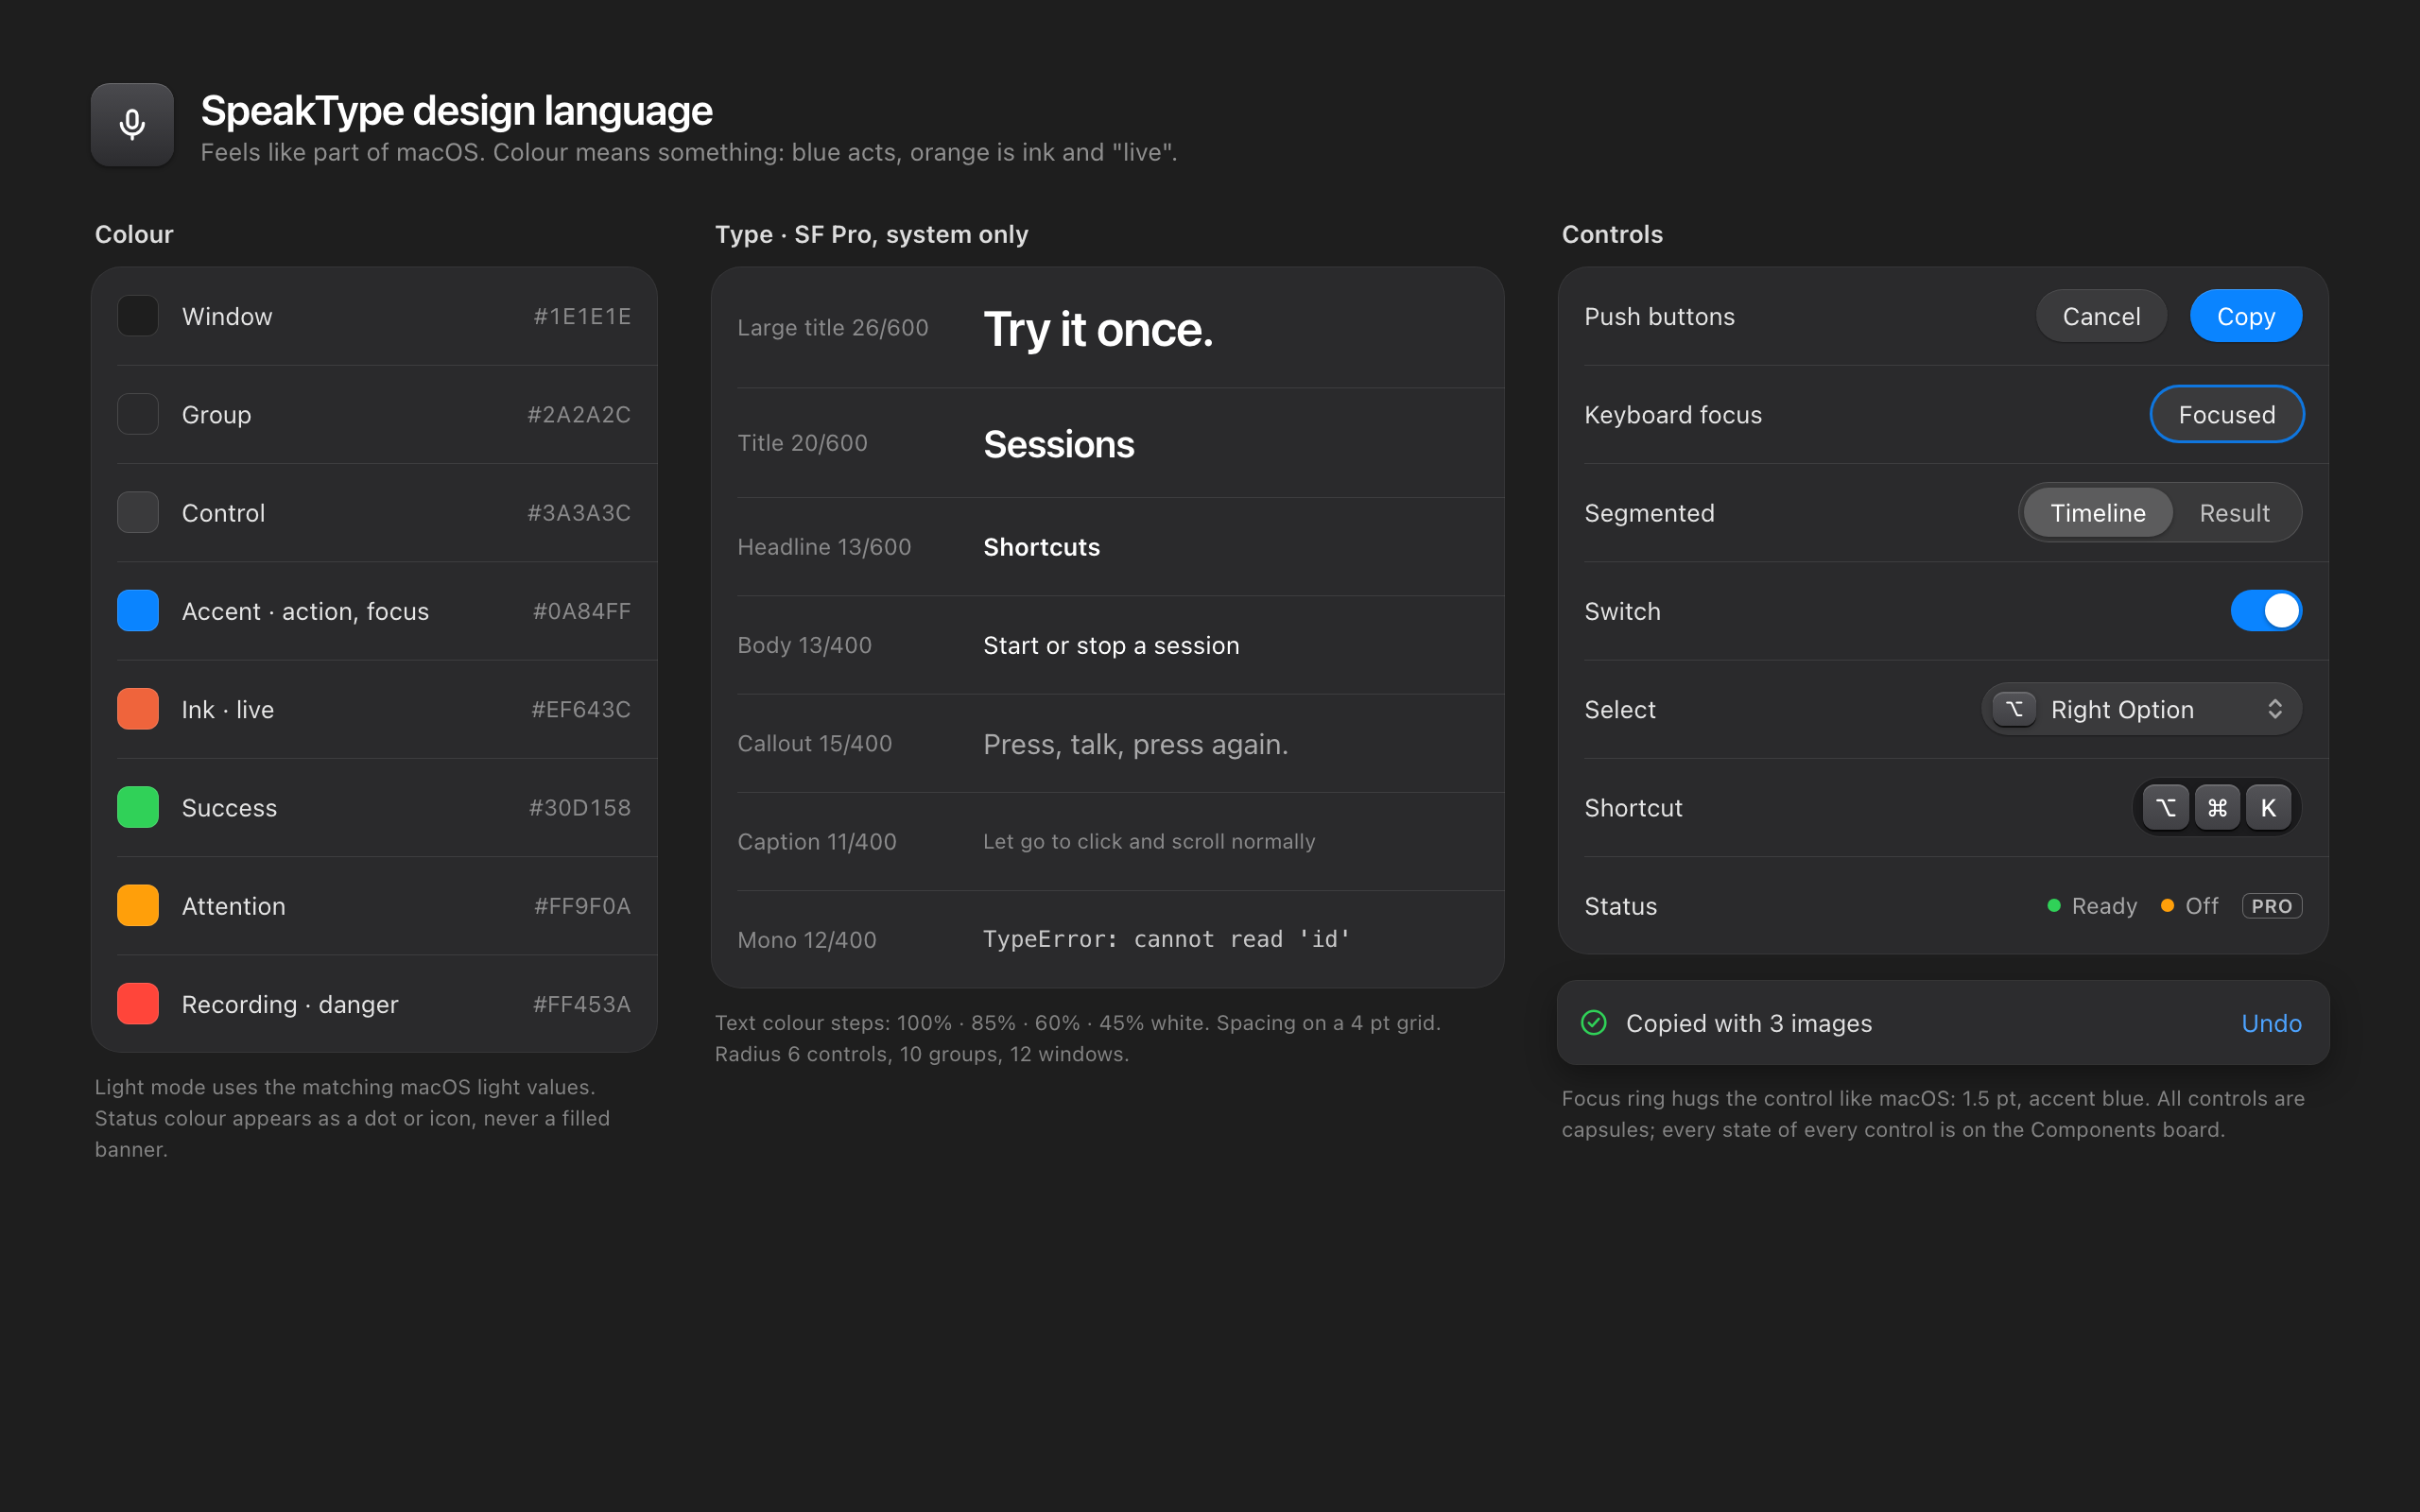 SpeakType design language
Feels like part of macOS. Colour means something: blue acts, orange is ink and "live".
Colour
Window #1E1E1E
Group #2A2A2C
Control #3A3A3C
Accent · action, focus #0A84FF
Ink · live #EF643C
Success #30D158
Attention #FF9F0A
Recording · danger #FF453A
Light mode uses the matching macOS light values.
Status colour appears as a dot or icon, never a filled
banner.
Type · SF Pro, system only
Large title 26/600 Try it once.
Title 20/600 Sessions
Headline 13/600 Shortcuts
Body 13/400 Start or stop a session
Callout 15/400 Press, talk, press again.
Caption 11/400 Let go to click and scroll normally
Mono 12/400 TypeError: cannot read 'id'
Text colour steps: 100% · 85% · 60% · 45% white. Spacing on a 4 pt grid.
Radius 6 controls, 10 groups, 12 windows.
Controls
Push buttons Cancel Copy
Keyboard focus Focused
Segmented Timeline Result
Switch
Select ⌥ Right Option
Shortcut ⌥ ⌘ K
Status Ready Off PRO
Copied with 3 images Undo
Focus ring hugs the control like macOS: 1.5 pt, accent blue. All controls are
capsules; every state of every control is on the Components board.